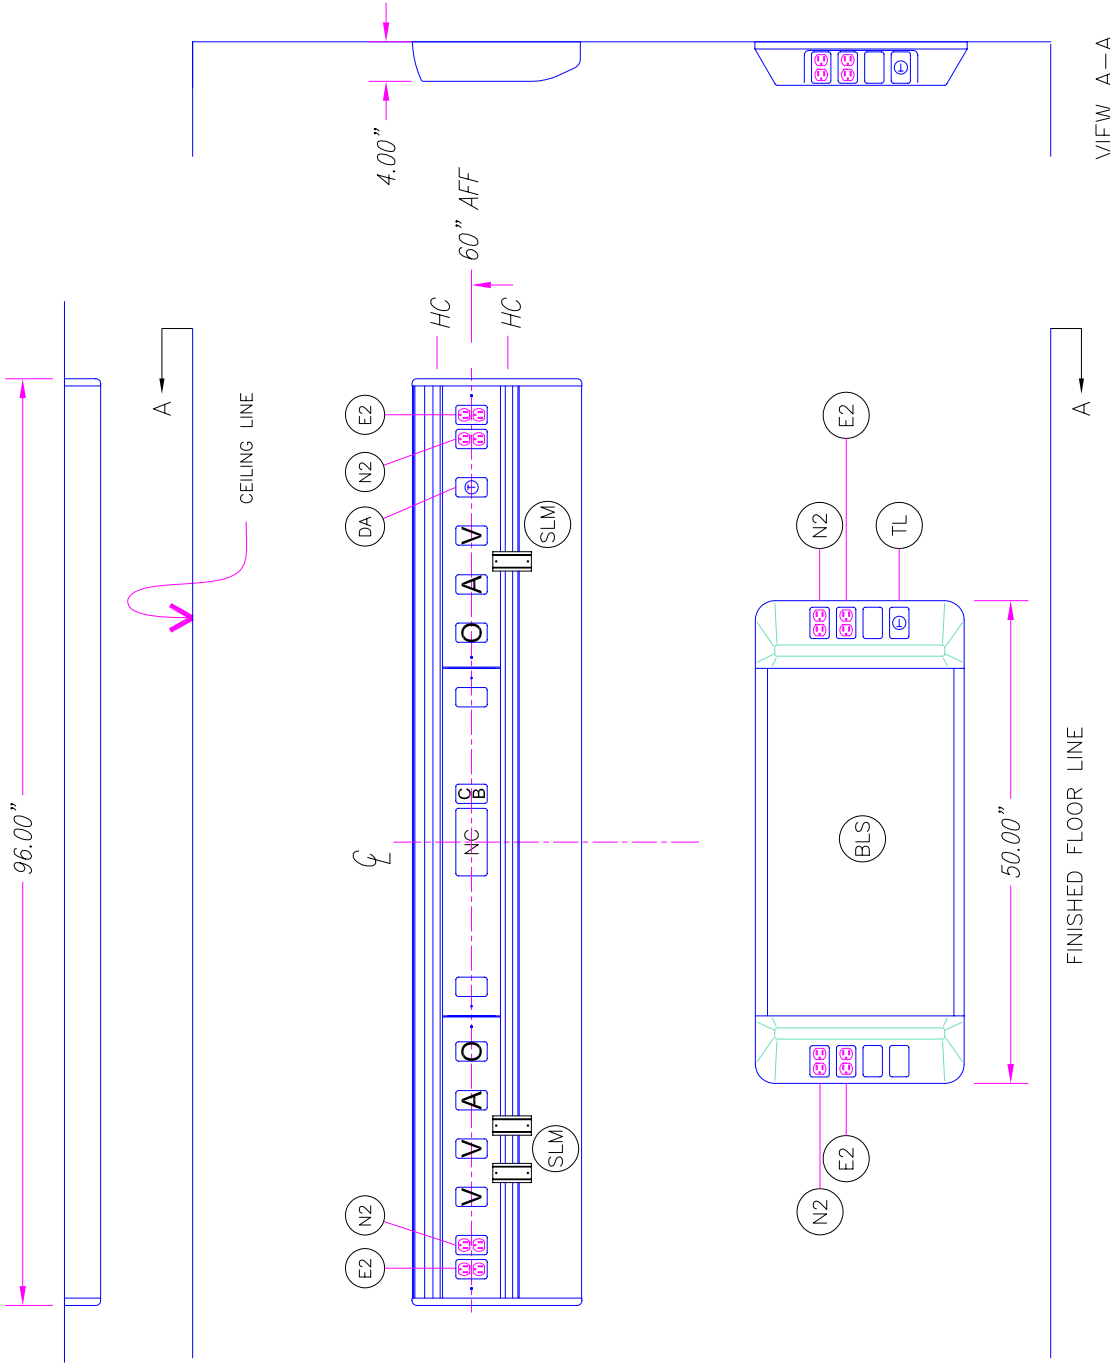 96.00"
A
CEILING LINE
4.00"
60" AFF
HC
HC
E2
N2
V
V
A
O
NC
C
B
O
A
V
T
DA
N2
E2
SLM
SLM
℄
N2
E2
BLS
N2
E2
TL
T
T
50.00"
FINISHED FLOOR LINE
A
VIEW A–A